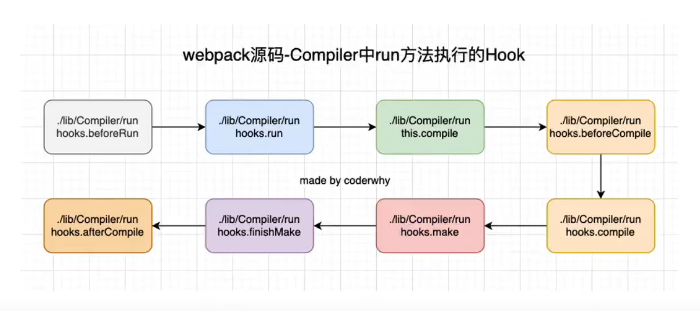 webpack源码-Compiler中run方法执行的Hook
./lib/Compiler/run
hooks.beforeRun
./lib/Compiler/run
hooks.run
./lib/Compiler/run
this.compile
./lib/Compiler/run
hooks.beforeCompile
made by coderwhy
./lib/Compiler/run
hooks.afterCompile
./lib/Compiler/run
hooks.finishMake
./lib/Compiler/run
hooks.make
./lib/Compiler/run
hooks.compile